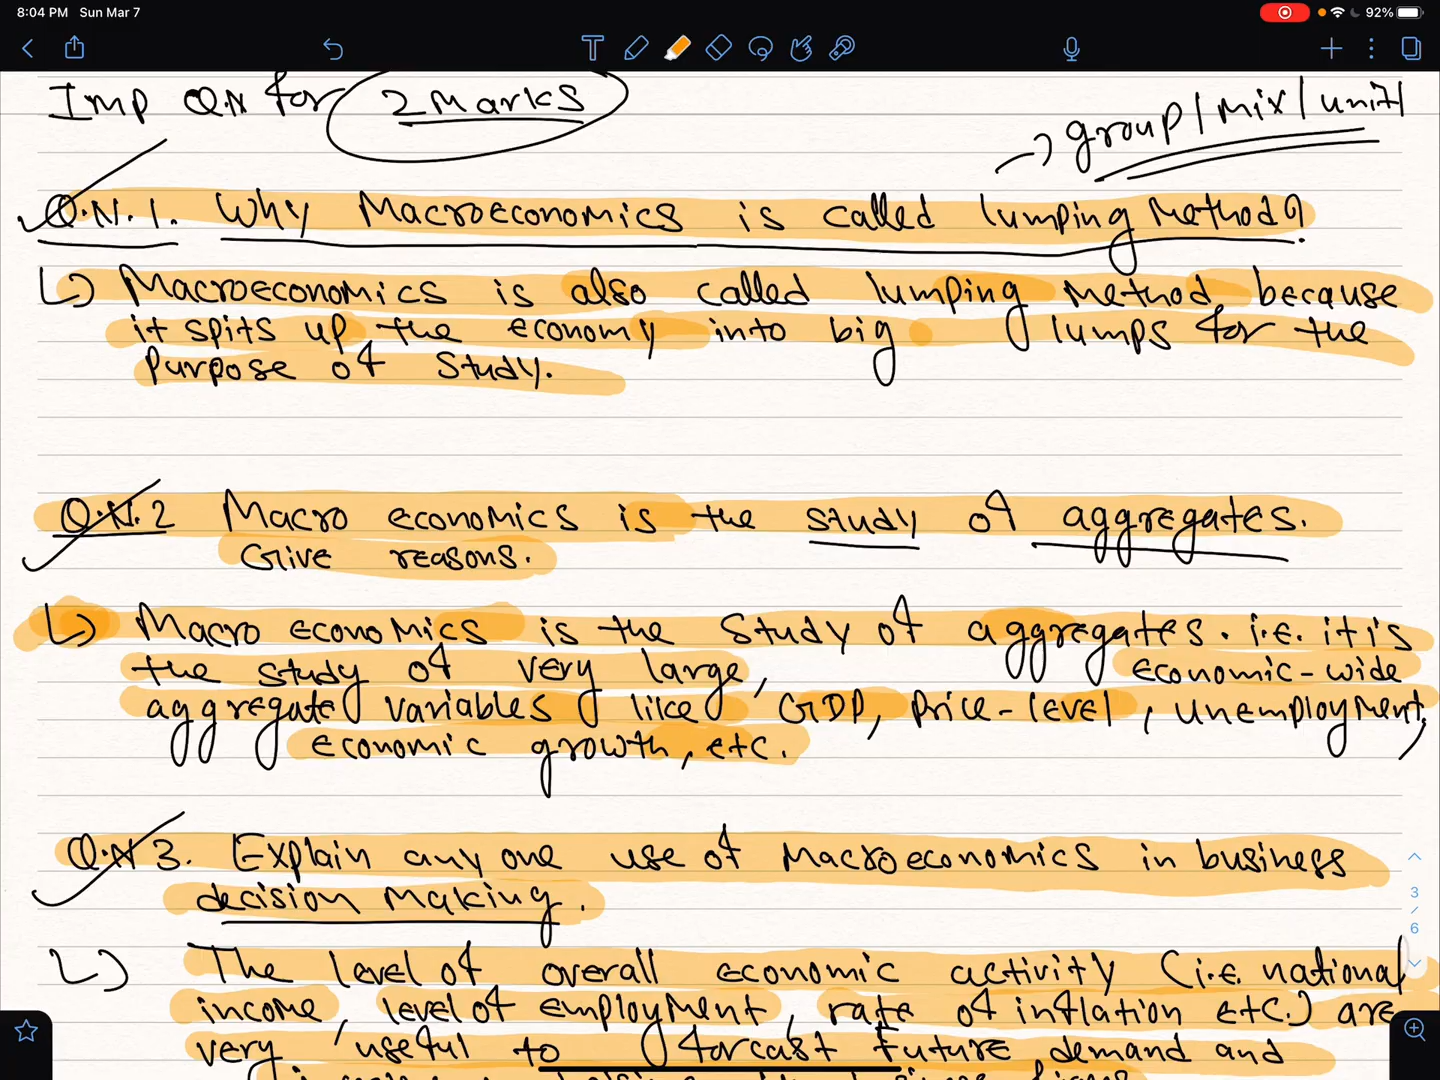 8:04 PM Sun Mar 7
92%
Imp Q.N for 2 Marks
group/mix/unit/
Q.N.1. Why Macroeconomics is called lumping Method?
Macroeconomics is also called lumping Method because
it spits up the economy into big lumps for the
Purpose of Study.
Q.N.2 Macro economics is the study of aggregates.
Give reasons.
Macro economics is the study of aggregates. i.e. it is
the study of very large, economic-wide
aggregate variables like GDP, Price-level, unemployment,
economic growth, etc.
Q.N 3. Explain any one use of Macroeconomics in business
decision Making.
The level of overall economic activity (i.e. national
income, level of employment, rate of inflation etc.) are
very useful to forcast Future demand and
3
/
6